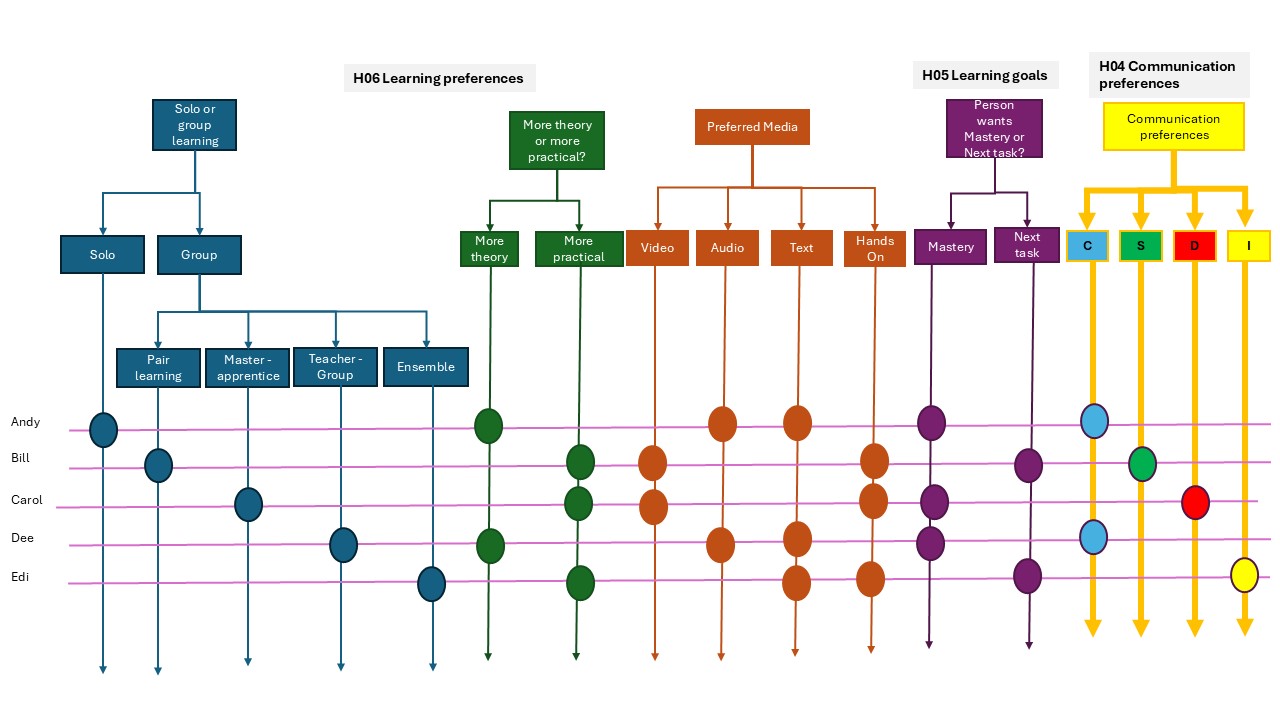 H06 Learning preferences
H05 Learning goals
H04 Communication
preferences
Solo or
group
learning
More theory
or more
practical?
Preferred Media
Person
wants
Mastery or
Next task?
Communication
preferences
Solo
Group
More
theory
More
practical
Video
Audio
Text
Hands
On
Mastery
Next
task
C
S
D
I
Pair
learning
Master -
apprentice
Teacher -
Group
Ensemble
Andy
Bill
Carol
Dee
Edi